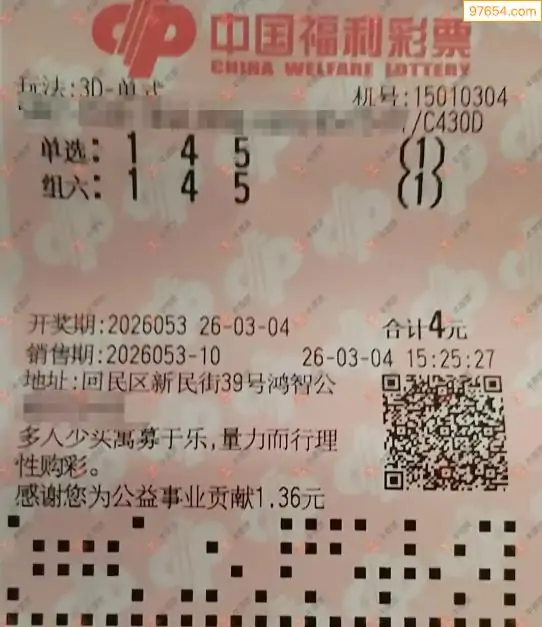 97654.com
中国福利彩票
CHINA WELFARE LOTTERY
玩法:3D-单式
机号:15010304
/C430D
单选: 1 4 5 (1)
组六: 1 4 5 (1)
开奖期:2026053 26-03-04 合计4元
销售期:2026053-10 26-03-04 15:25:27
地址:回民区新民街39号鸿智公
多人少买寓募于乐,量力而行理
性购彩。
感谢您为公益事业贡献1.36元